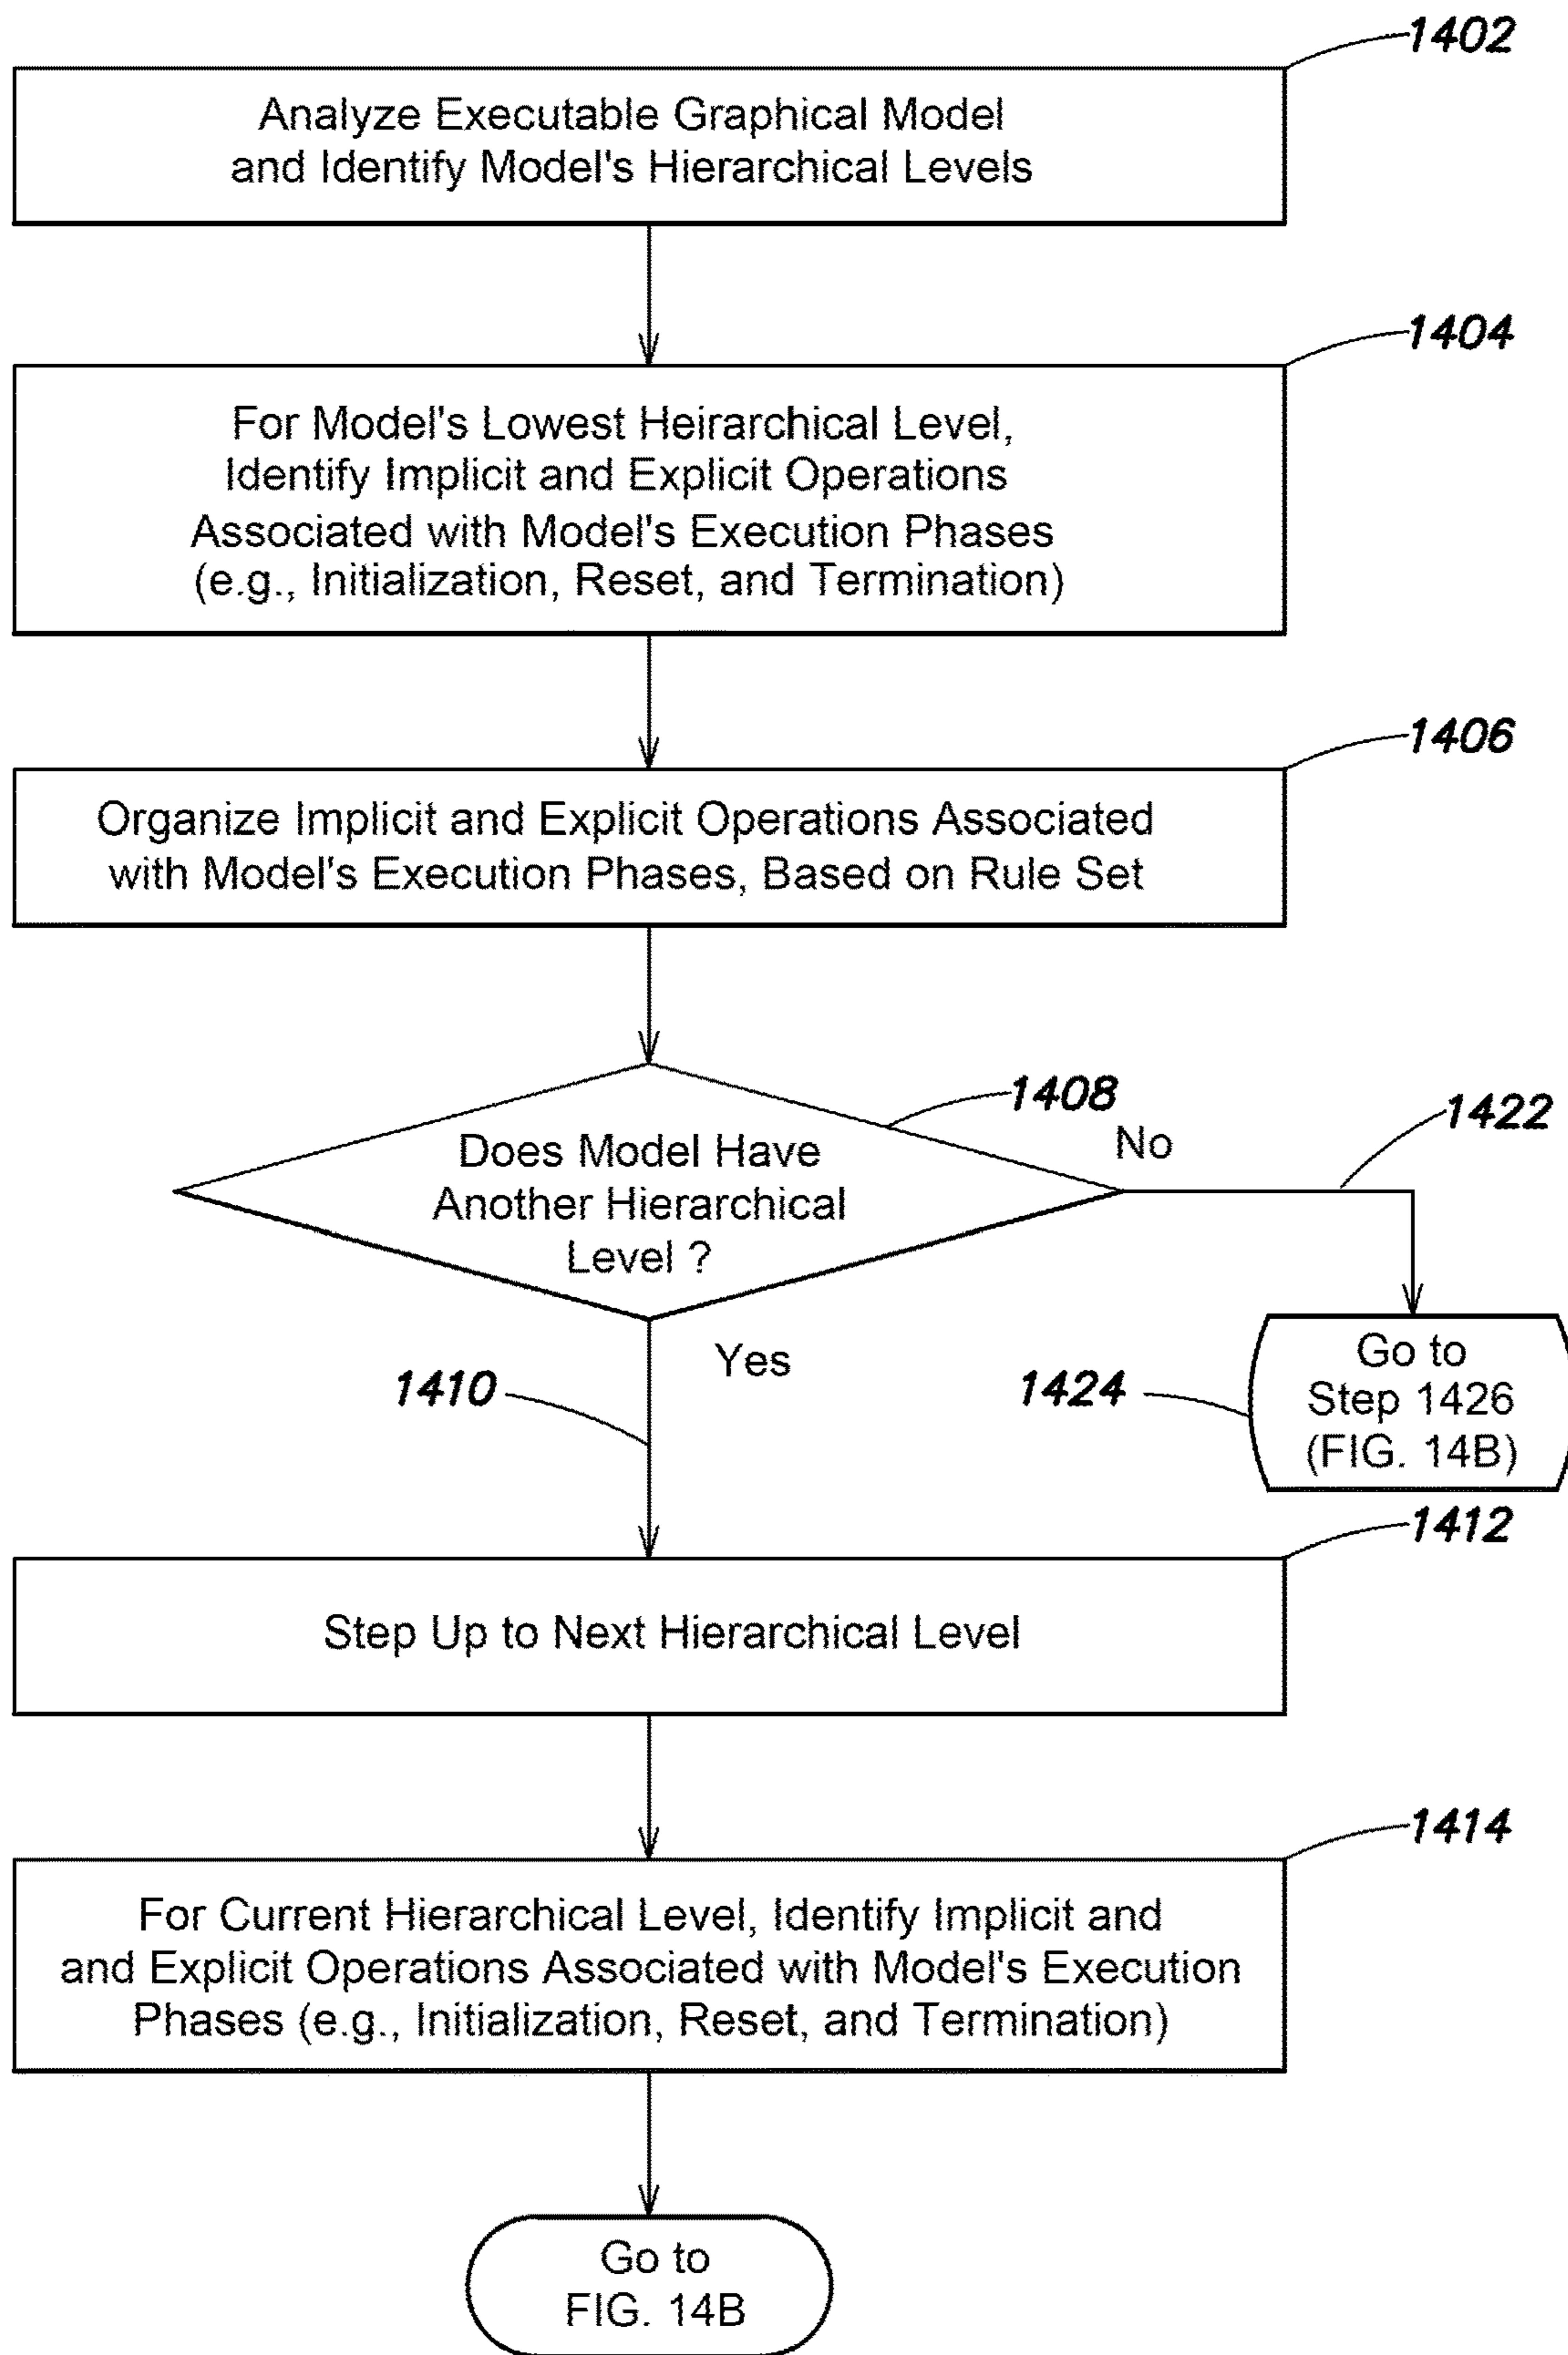 1402
Analyze Executable Graphical Model
and Identify Model's Hierarchical Levels
1404
For Model's Lowest Heirarchical Level,
Identify Implicit and Explicit Operations
Associated with Model's Execution Phases
(e.g., Initialization, Reset, and Termination)
1406
Organize Implicit and Explicit Operations Associated
with Model's Execution Phases, Based on Rule Set
1408
Does Model Have
Another Hierarchical
Level ?
No
1422
Yes
1410
1424
Go to
Step 1426
(FIG. 14B)
1412
Step Up to Next Hierarchical Level
1414
For Current Hierarchical Level, Identify Implicit and
and Explicit Operations Associated with Model's Execution
Phases (e.g., Initialization, Reset, and Termination)
Go to
FIG. 14B